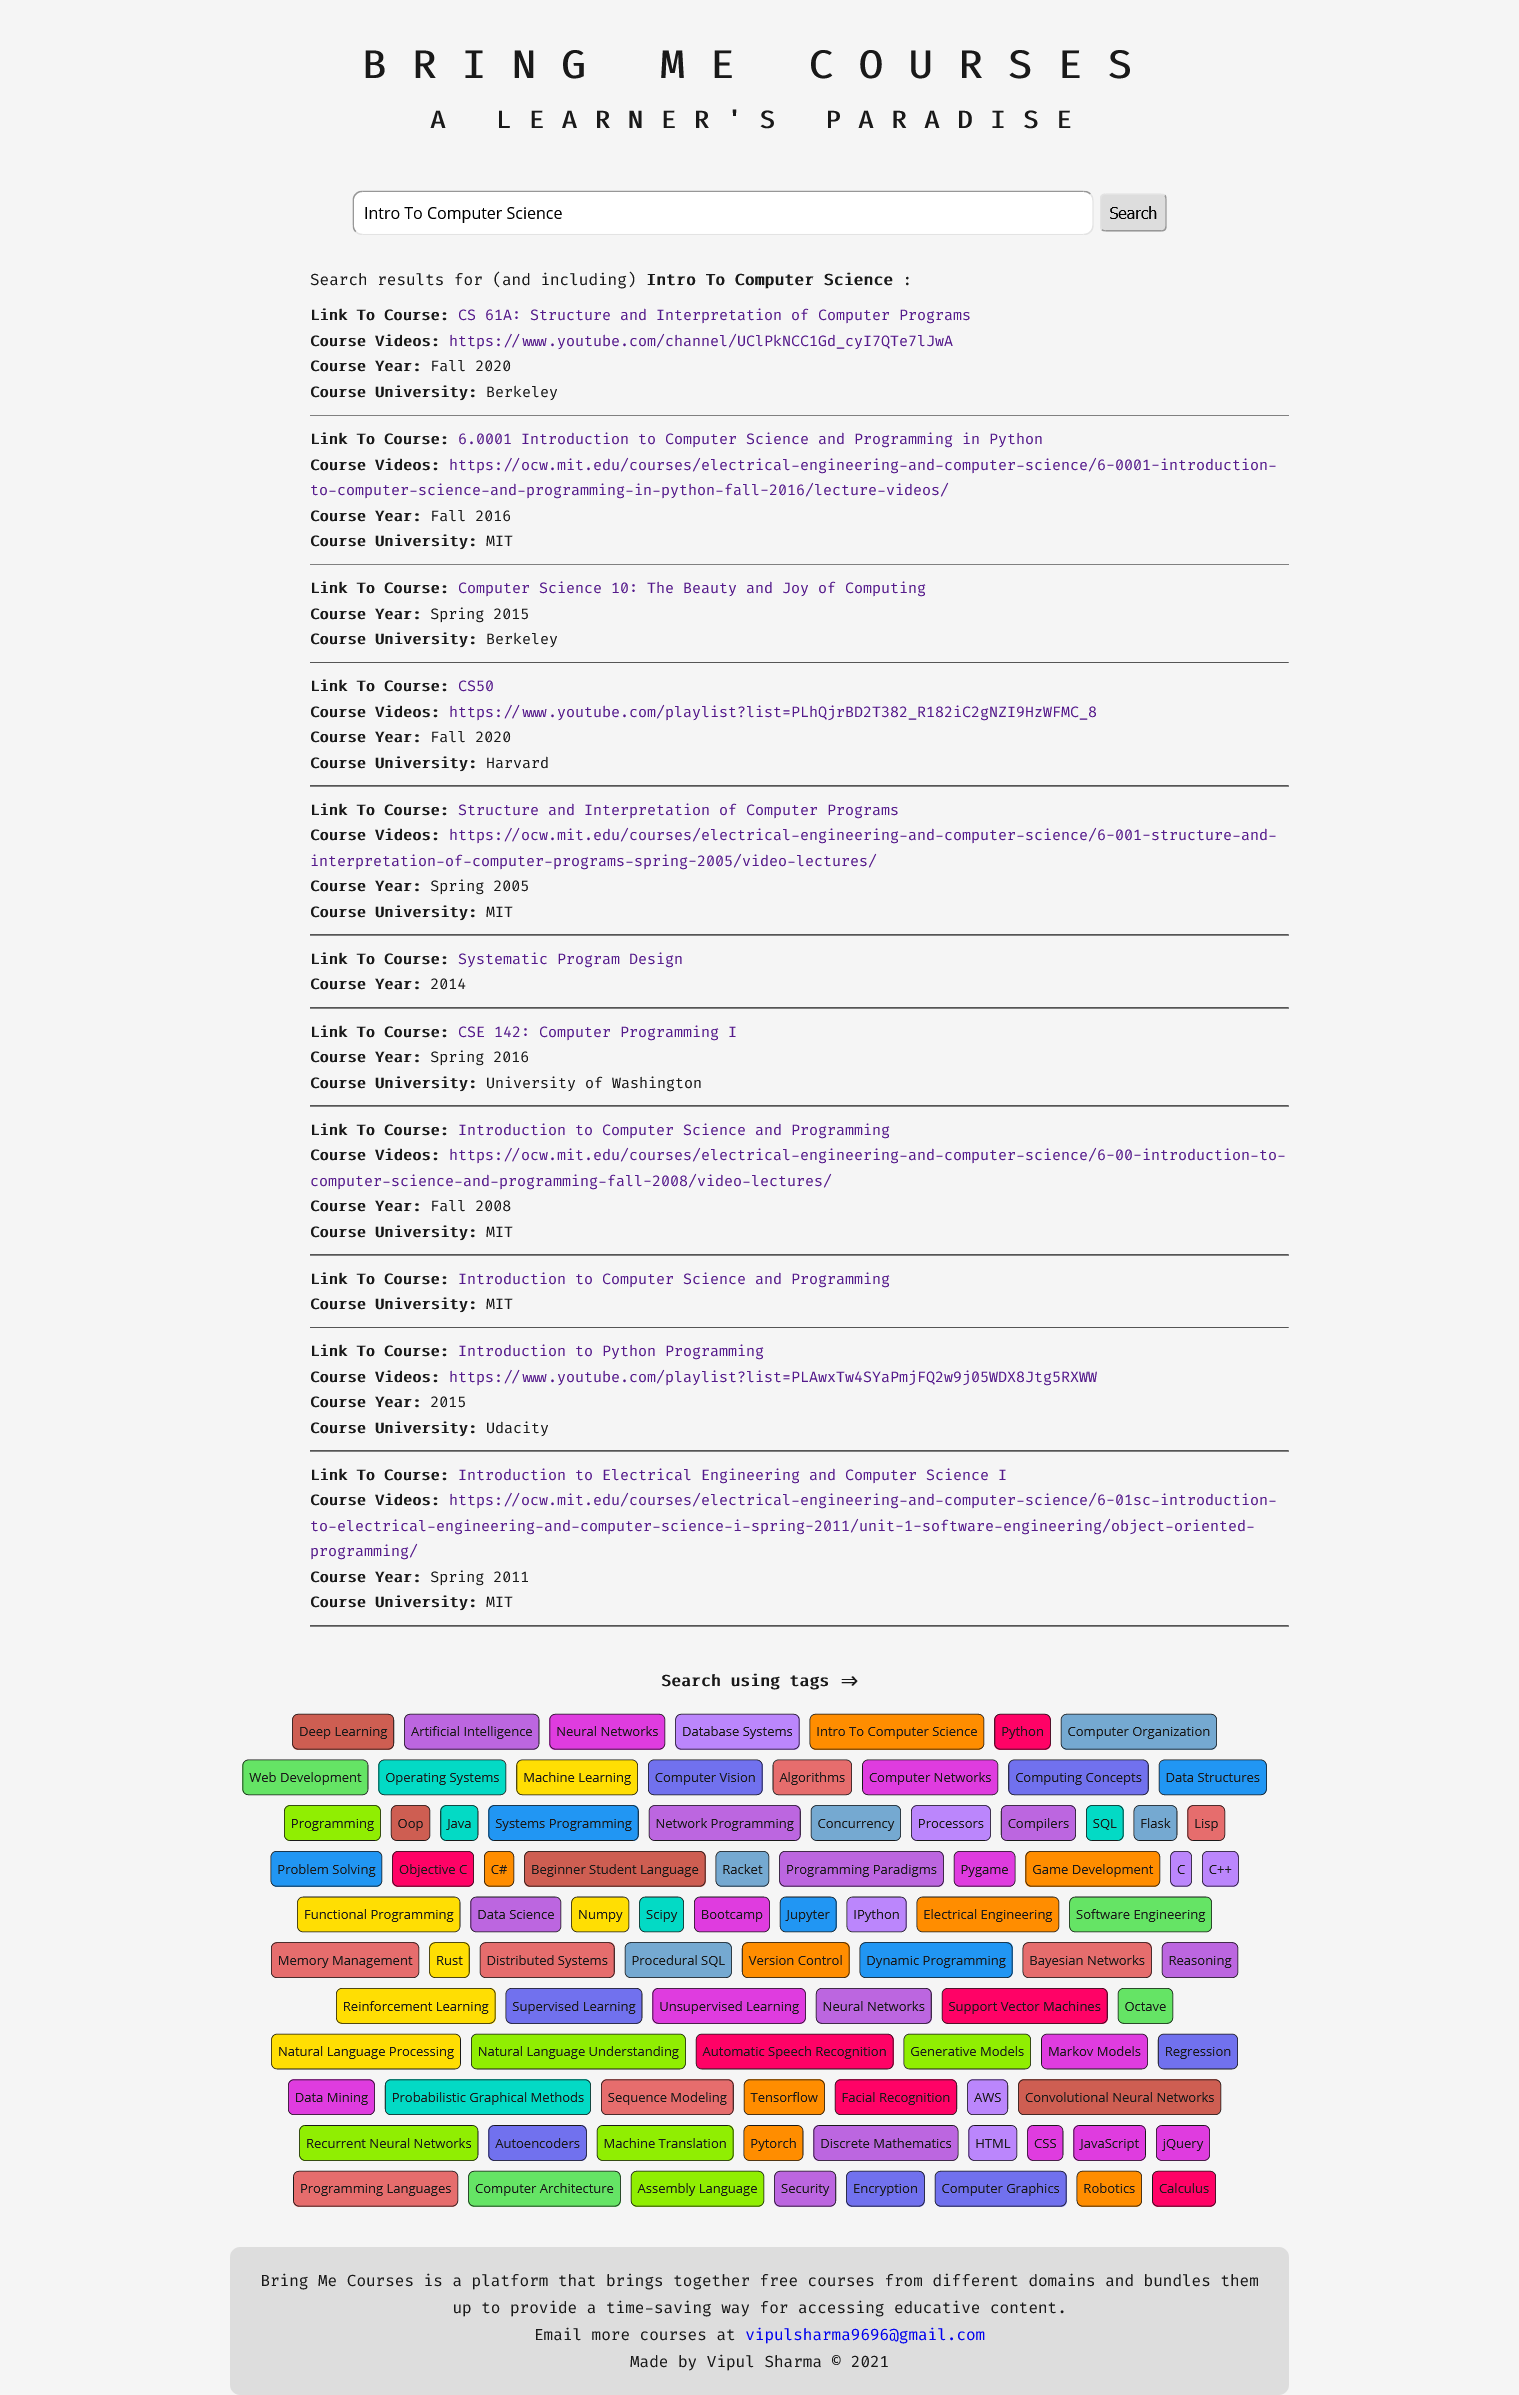 BRING ME COURSES
A LEARNER'S PARADISE
Intro To Computer Science
Search
Search results for (and including) Intro To Computer Science :
Link To Course: CS 61A: Structure and Interpretation of Computer Programs
Course Videos: https://www.youtube.com/channel/UClPkNCC1Gd_cyI7QTe7lJwA
Course Year: Fall 2020
Course University: Berkeley
Link To Course: 6.0001 Introduction to Computer Science and Programming in Python
Course Videos: https://ocw.mit.edu/courses/electrical-engineering-and-computer-science/6-0001-introduction-
to-computer-science-and-programming-in-python-fall-2016/lecture-videos/
Course Year: Fall 2016
Course University: MIT
Link To Course: Computer Science 10: The Beauty and Joy of Computing
Course Year: Spring 2015
Course University: Berkeley
Link To Course: CS50
Course Videos: https://www.youtube.com/playlist?list=PLhQjrBD2T382_R182iC2gNZI9HzWFMC_8
Course Year: Fall 2020
Course University: Harvard
Link To Course: Structure and Interpretation of Computer Programs
Course Videos: https://ocw.mit.edu/courses/electrical-engineering-and-computer-science/6-001-structure-and-
interpretation-of-computer-programs-spring-2005/video-lectures/
Course Year: Spring 2005
Course University: MIT
Link To Course: Systematic Program Design
Course Year: 2014
Link To Course: CSE 142: Computer Programming I
Course Year: Spring 2016
Course University: University of Washington
Link To Course: Introduction to Computer Science and Programming
Course Videos: https://ocw.mit.edu/courses/electrical-engineering-and-computer-science/6-00-introduction-to-
computer-science-and-programming-fall-2008/video-lectures/
Course Year: Fall 2008
Course University: MIT
Link To Course: Introduction to Computer Science and Programming
Course University: MIT
Link To Course: Introduction to Python Programming
Course Videos: https://www.youtube.com/playlist?list=PLAwxTw4SYaPmjFQ2w9j05WDX8Jtg5RXWW
Course Year: 2015
Course University: Udacity
Link To Course: Introduction to Electrical Engineering and Computer Science I
Course Videos: https://ocw.mit.edu/courses/electrical-engineering-and-computer-science/6-01sc-introduction-
to-electrical-engineering-and-computer-science-i-spring-2011/unit-1-software-engineering/object-oriented-
programming/
Course Year: Spring 2011
Course University: MIT
Search using tags ⇒
Deep Learning Artificial Intelligence Neural Networks Database Systems Intro To Computer Science Python Computer Organization
Web Development Operating Systems Machine Learning Computer Vision Algorithms Computer Networks Computing Concepts Data Structures
Programming Oop Java Systems Programming Network Programming Concurrency Processors Compilers SQL Flask Lisp
Problem Solving Objective C C# Beginner Student Language Racket Programming Paradigms Pygame Game Development C C++
Functional Programming Data Science Numpy Scipy Bootcamp Jupyter IPython Electrical Engineering Software Engineering
Memory Management Rust Distributed Systems Procedural SQL Version Control Dynamic Programming Bayesian Networks Reasoning
Reinforcement Learning Supervised Learning Unsupervised Learning Neural Networks Support Vector Machines Octave
Natural Language Processing Natural Language Understanding Automatic Speech Recognition Generative Models Markov Models Regression
Data Mining Probabilistic Graphical Methods Sequence Modeling Tensorflow Facial Recognition AWS Convolutional Neural Networks
Recurrent Neural Networks Autoencoders Machine Translation Pytorch Discrete Mathematics HTML CSS JavaScript jQuery
Programming Languages Computer Architecture Assembly Language Security Encryption Computer Graphics Robotics Calculus
Bring Me Courses is a platform that brings together free courses from different domains and bundles them
up to provide a time-saving way for accessing educative content.
Email more courses at vipulsharma9696@gmail.com
Made by Vipul Sharma © 2021